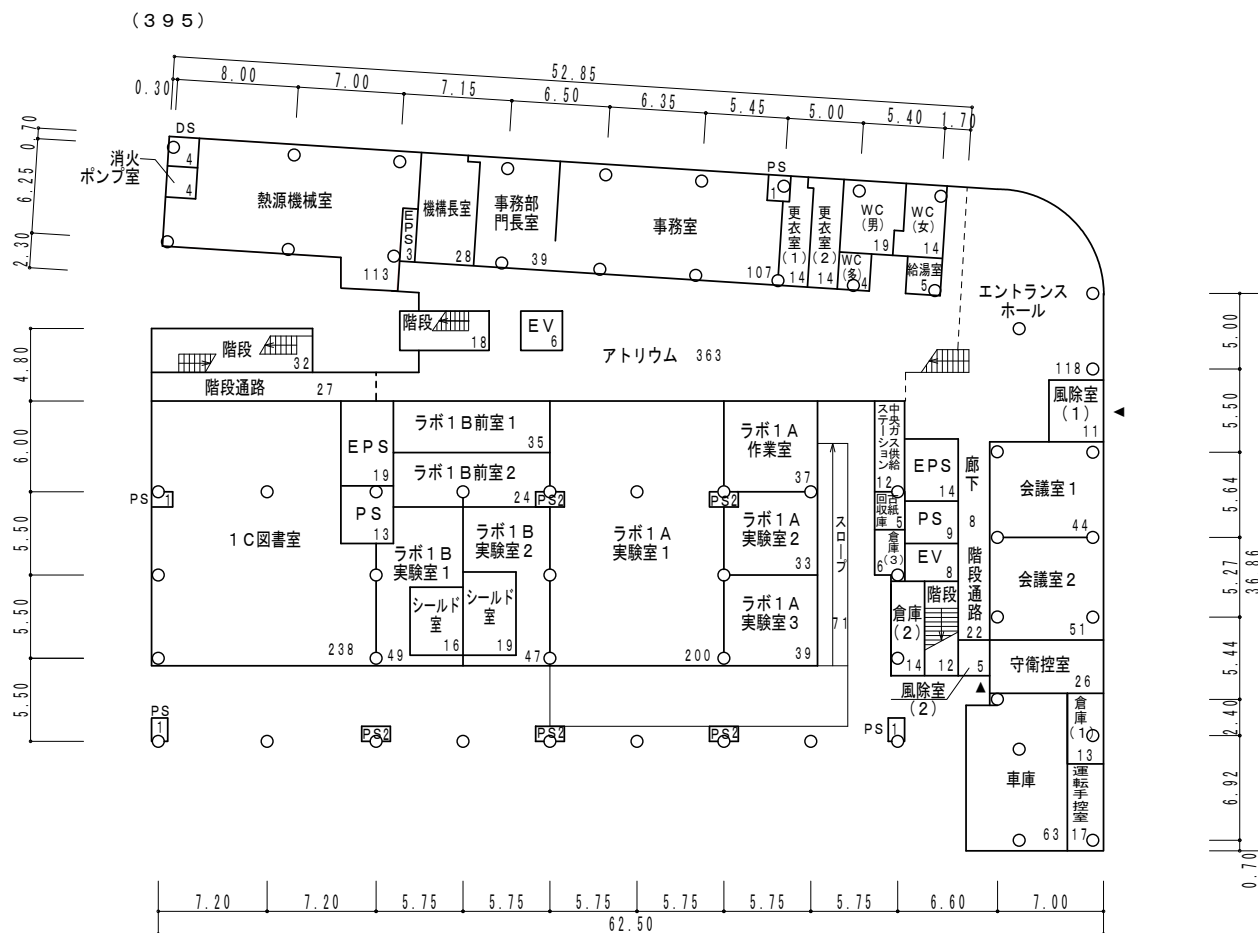 (395)
52.85
0.30
8.00
7.00
7.15
6.50
6.35
5.45
5.00
5.40
1.70
0.70
6.25
2.30
DS
4
消火
ポンプ室
4
熱源機械室
113
EPS
3
機構長室
28
事務部
門長室
39
事務室
107
PS
1
更衣室(1)
14
更衣室(2)
14
WC
(男)
19
WC
(女)
14
WC
(多)
4
給湯室
5
エントランス
ホール
118
階段
18
EV
6
アトリウム 363
階段
32
階段通路 27
風除室
(1)
11
4.80
6.00
5.50
5.50
5.50
5.00
5.50
5.64
5.27
5.44
2.40
6.92
0.70
36.86
ラボ1B前室1
35
ラボ1B前室2
24
EPS
19
PS
13
PS
1
1C図書室
238
ラボ1B
実験室1
49
ラボ1B
実験室2
47
シールド
室
16
シールド
室
19
PS2
PS2
ラボ1A
実験室1
200
ラボ1A
作業室
37
ラボ1A
実験室2
33
ラボ1A
実験室3
39
スロープ
71
中央ガス供給
ステーション
12
古紙
回収庫
5
倉庫
(3)
6
EPS
14
PS
9
EV
8
階段
12
倉庫
(2)
14
廊下
8
階段通路
22
風除室
(2)
5
会議室1
44
会議室2
51
守衛控室
26
倉庫
(1)
13
車庫
63
運転手控室
17
PS
1
PS2
PS2
PS2
PS
1
7.20
7.20
5.75
5.75
5.75
5.75
5.75
5.75
6.60
7.00
62.50